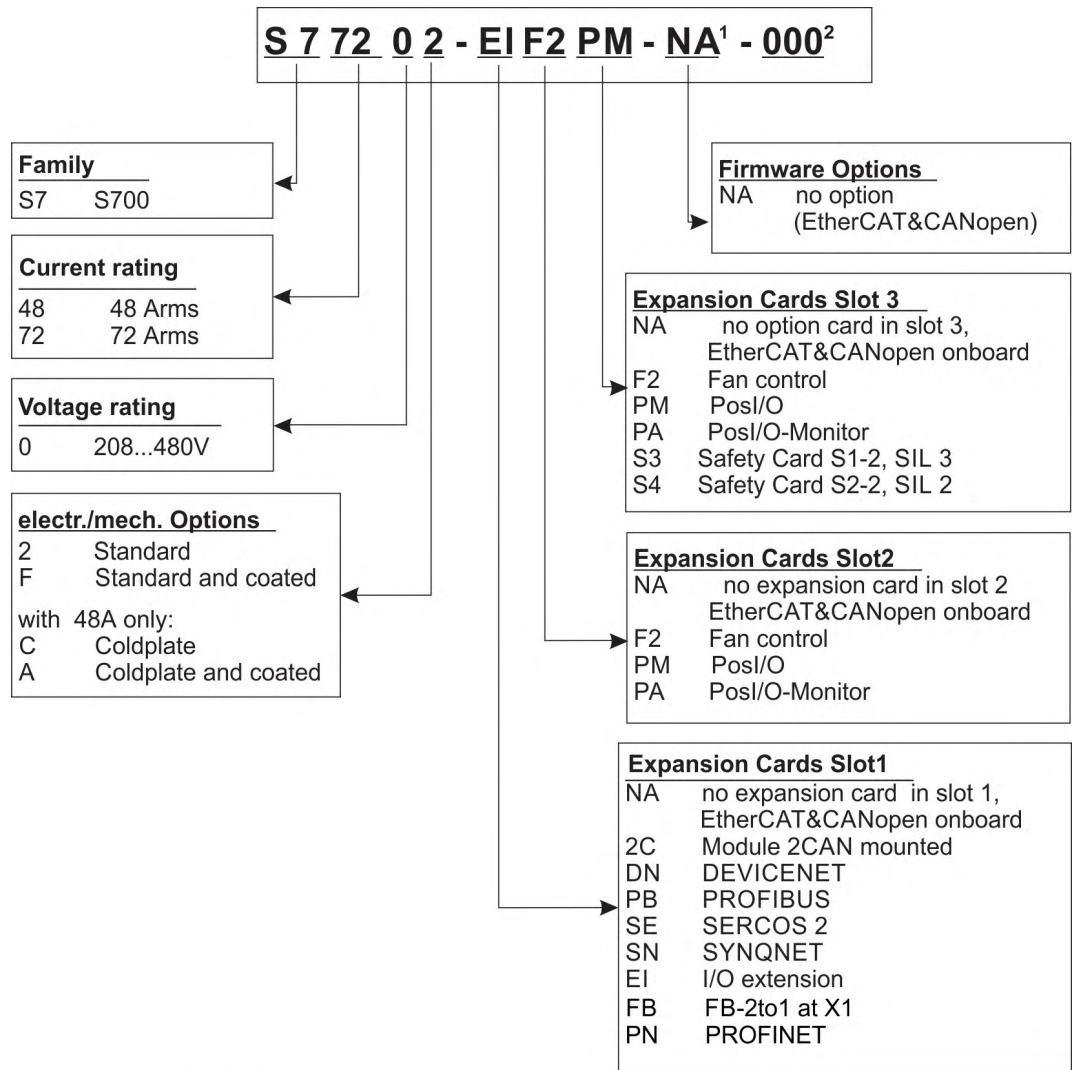 S 7 72 0 2 - EI F2 PM - NA¹ - 000²
Family
S7 S700
Current rating
48 48 Arms
72 72 Arms
Voltage rating
0 208...480V
electr./mech. Options
2 Standard
F Standard and coated
with 48A only:
C Coldplate
A Coldplate and coated
Firmware Options
NA no option
(EtherCAT&CANopen)
Expansion Cards Slot 3
NA no option card in slot 3,
EtherCAT&CANopen onboard
F2 Fan control
PM PosI/O
PA PosI/O-Monitor
S3 Safety Card S1-2, SIL 3
S4 Safety Card S2-2, SIL 2
Expansion Cards Slot2
NA no expansion card in slot 2
EtherCAT&CANopen onboard
F2 Fan control
PM PosI/O
PA PosI/O-Monitor
Expansion Cards Slot1
NA no expansion card in slot 1,
EtherCAT&CANopen onboard
2C Module 2CAN mounted
DN DEVICENET
PB PROFIBUS
SE SERCOS 2
SN SYNQNET
EI I/O extension
FB FB-2to1 at X1
PN PROFINET